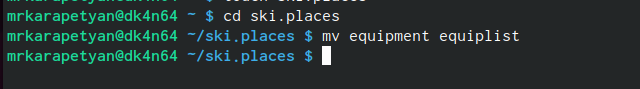 mrkarapetyan@dk4n64 ~ $ cd ski.places
mrkarapetyan@dk4n64 ~/ski.places $ mv equipment equiplist
mrkarapetyan@dk4n64 ~/ski.places $